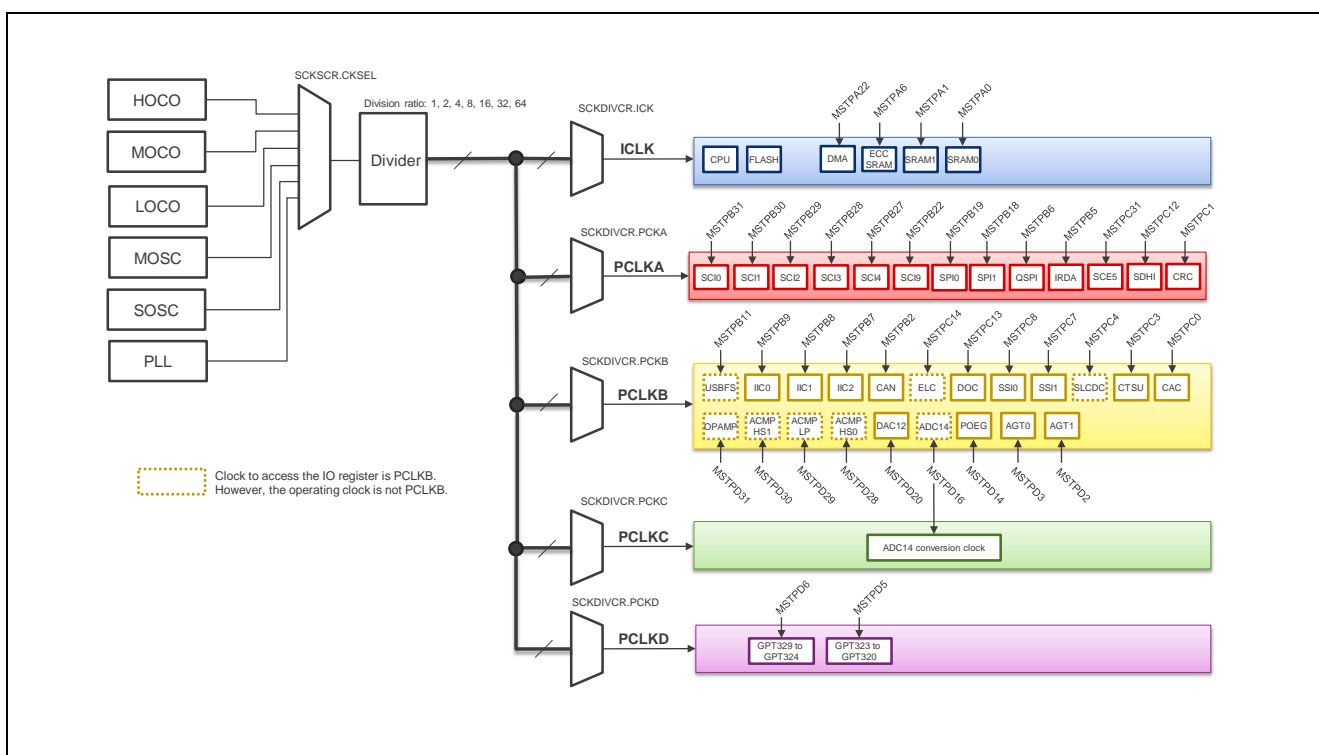 SCKSCR.CKSEL
HOCO
MOCO
LOCO
MOSC
SOSC
PLL
Division ratio: 1, 2, 4, 8, 16, 32, 64
Divider
SCKDIVCR.ICK
ICLK
MSTPA22
MSTPA6
MSTPA1
MSTPA0
CPU
FLASH
DMA
ECC
SRAM
SRAM1
SRAM0
SCKDIVCR.PCKA
PCLKA
MSTPB31
MSTPB30
MSTPB29
MSTPB28
MSTPB27
MSTPB22
MSTPB19
MSTPB18
MSTPB6
MSTPB5
MSTPC31
MSTPC12
MSTPC1
SCI0
SCI1
SCI2
SCI3
SCI4
SCI9
SPI0
SPI1
QSPI
IRDA
SCE5
SDHI
CRC
SCKDIVCR.PCKB
PCLKB
MSTPB11
MSTPB9
MSTPB8
MSTPB7
MSTPB2
MSTPC14
MSTPC13
MSTPC8
MSTPC7
MSTPC4
MSTPC3
MSTPC0
USBFS
IIC0
IIC1
IIC2
CAN
ELC
DOC
SSI0
SSI1
SLCDC
CTSU
CAC
OPAMP
ACMP
HS1
ACMP
LP
ACMP
HS0
DAC12
ADC14
POEG
AGT0
AGT1
MSTPD31
MSTPD30
MSTPD29
MSTPD28
MSTPD20
MSTPD16
MSTPD14
MSTPD3
MSTPD2
Clock to access the IO register is PCLKB.
However, the operating clock is not PCLKB.
SCKDIVCR.PCKC
PCLKC
ADC14 conversion clock
SCKDIVCR.PCKD
PCLKD
MSTPD6
MSTPD5
GPT329 to
GPT324
GPT323 to
GPT320